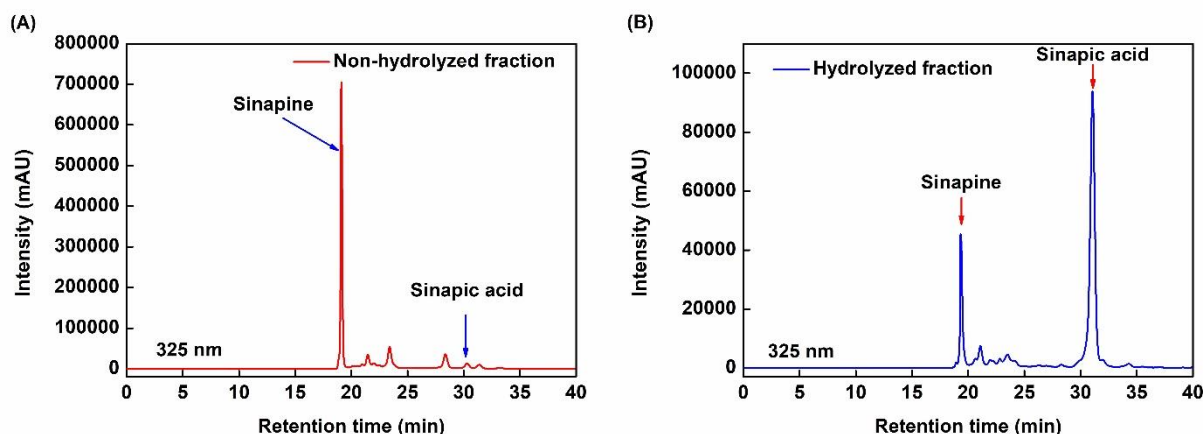 (A)
800000
700000
600000
500000
400000
300000
200000
100000
0
Intensity (mAU)
Non-hydrolyzed fraction
Sinapine
Sinapic acid
325 nm
0 5 10 15 20 25 30 35 40
Retention time (min)
(B)
100000
80000
60000
40000
20000
0
Intensity (mAU)
Hydrolyzed fraction
Sinapic acid
Sinapine
325 nm
0 5 10 15 20 25 30 35 40
Retention time (min)